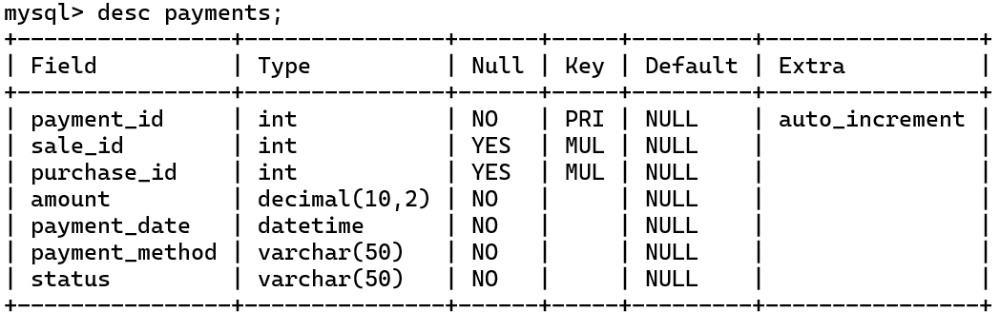 mysql> desc payments;
+----------------+---------------+------+-----+---------+----------------+
| Field          | Type          | Null | Key | Default | Extra          |
+----------------+---------------+------+-----+---------+----------------+
| payment_id     | int           | NO   | PRI | NULL    | auto_increment |
| sale_id        | int           | YES  | MUL | NULL    |                |
| purchase_id    | int           | YES  | MUL | NULL    |                |
| amount         | decimal(10,2) | NO   |     | NULL    |                |
| payment_date   | datetime      | NO   |     | NULL    |                |
| payment_method | varchar(50)   | NO   |     | NULL    |                |
| status         | varchar(50)   | NO   |     | NULL    |                |
+----------------+---------------+------+-----+---------+----------------+